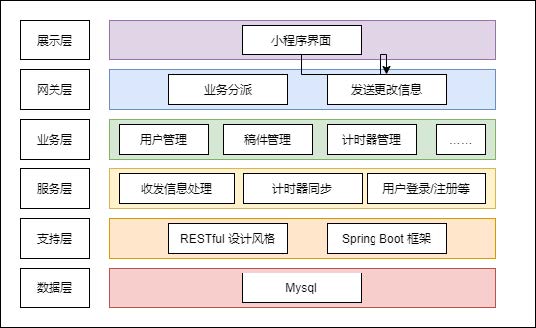 展示层
小程序界面
网关层
业务分派
发送更改信息
业务层
用户管理
稿件管理
计时器管理
……
服务层
收发信息处理
计时器同步
用户登录/注册等
支持层
RESTful 设计风格
Spring Boot 框架
数据层
Mysql